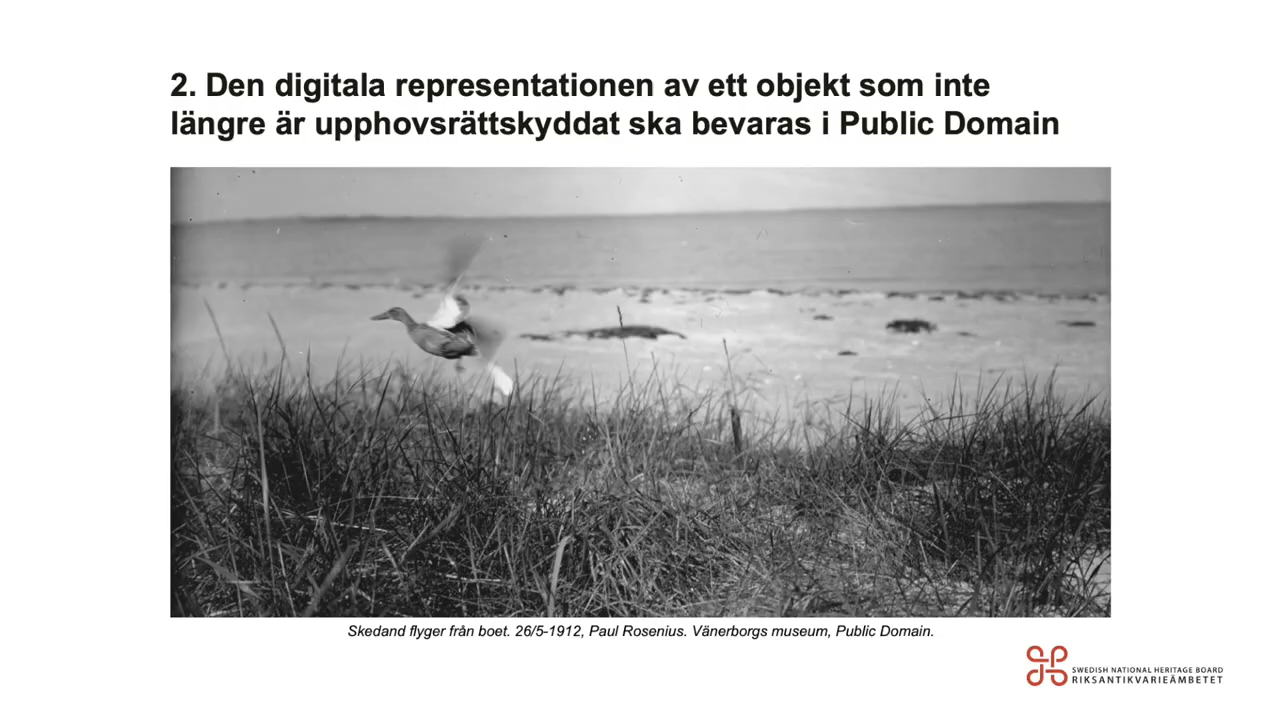 2. Den digitala representationen av ett objekt som inte
längre är upphovsrättskyddat ska bevaras i Public Domain
Skedand flyger från boet. 26/5-1912, Paul Rosenius. Vänerborgs museum, Public Domain.
SWEDISH NATIONAL HERITAGE BOARD
RIKSANTIKVARIEÄMBETET